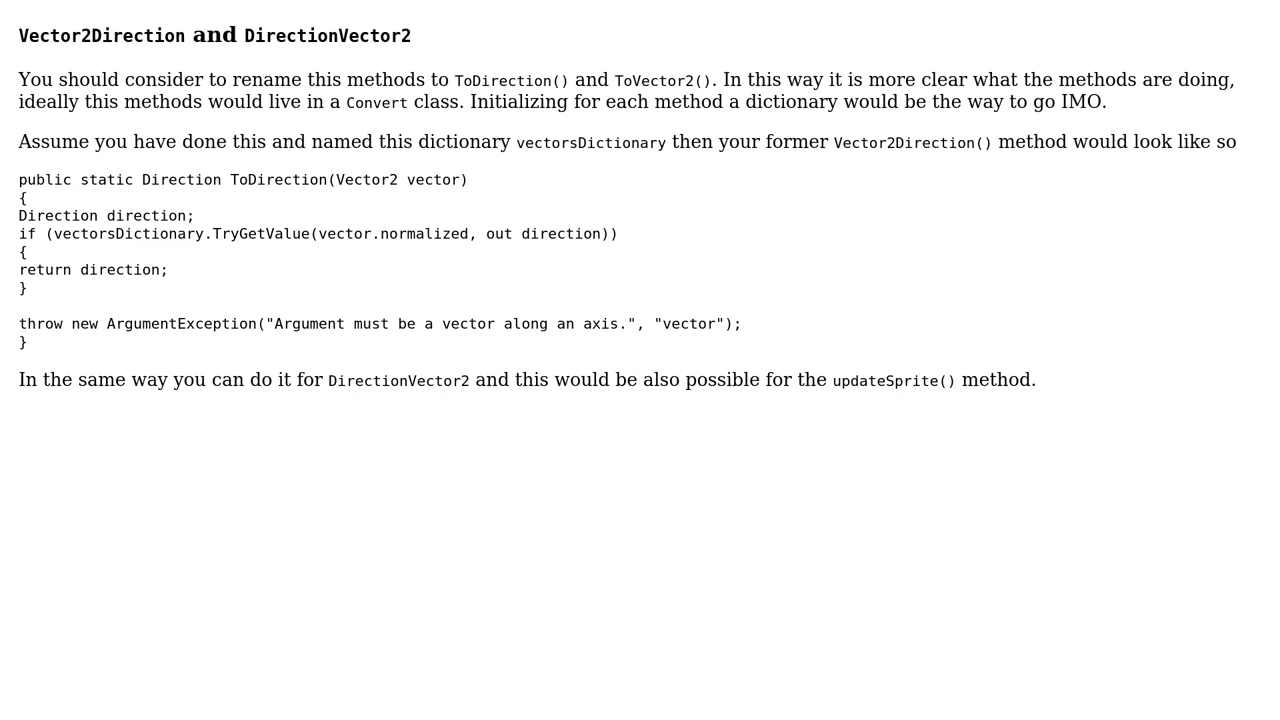 Vector2Direction and DirectionVector2
You should consider to rename this methods to ToDirection() and ToVector2(). In this way it is more clear what the methods are doing,
ideally this methods would live in a Convert class. Initializing for each method a dictionary would be the way to go IMO.
Assume you have done this and named this dictionary vectorsDictionary then your former Vector2Direction() method would look like so
public static Direction ToDirection(Vector2 vector)
{
Direction direction;
if (vectorsDictionary.TryGetValue(vector.normalized, out direction))
{
return direction;
}
throw new ArgumentException("Argument must be a vector along an axis.", "vector");
}
In the same way you can do it for DirectionVector2 and this would be also possible for the updateSprite() method.